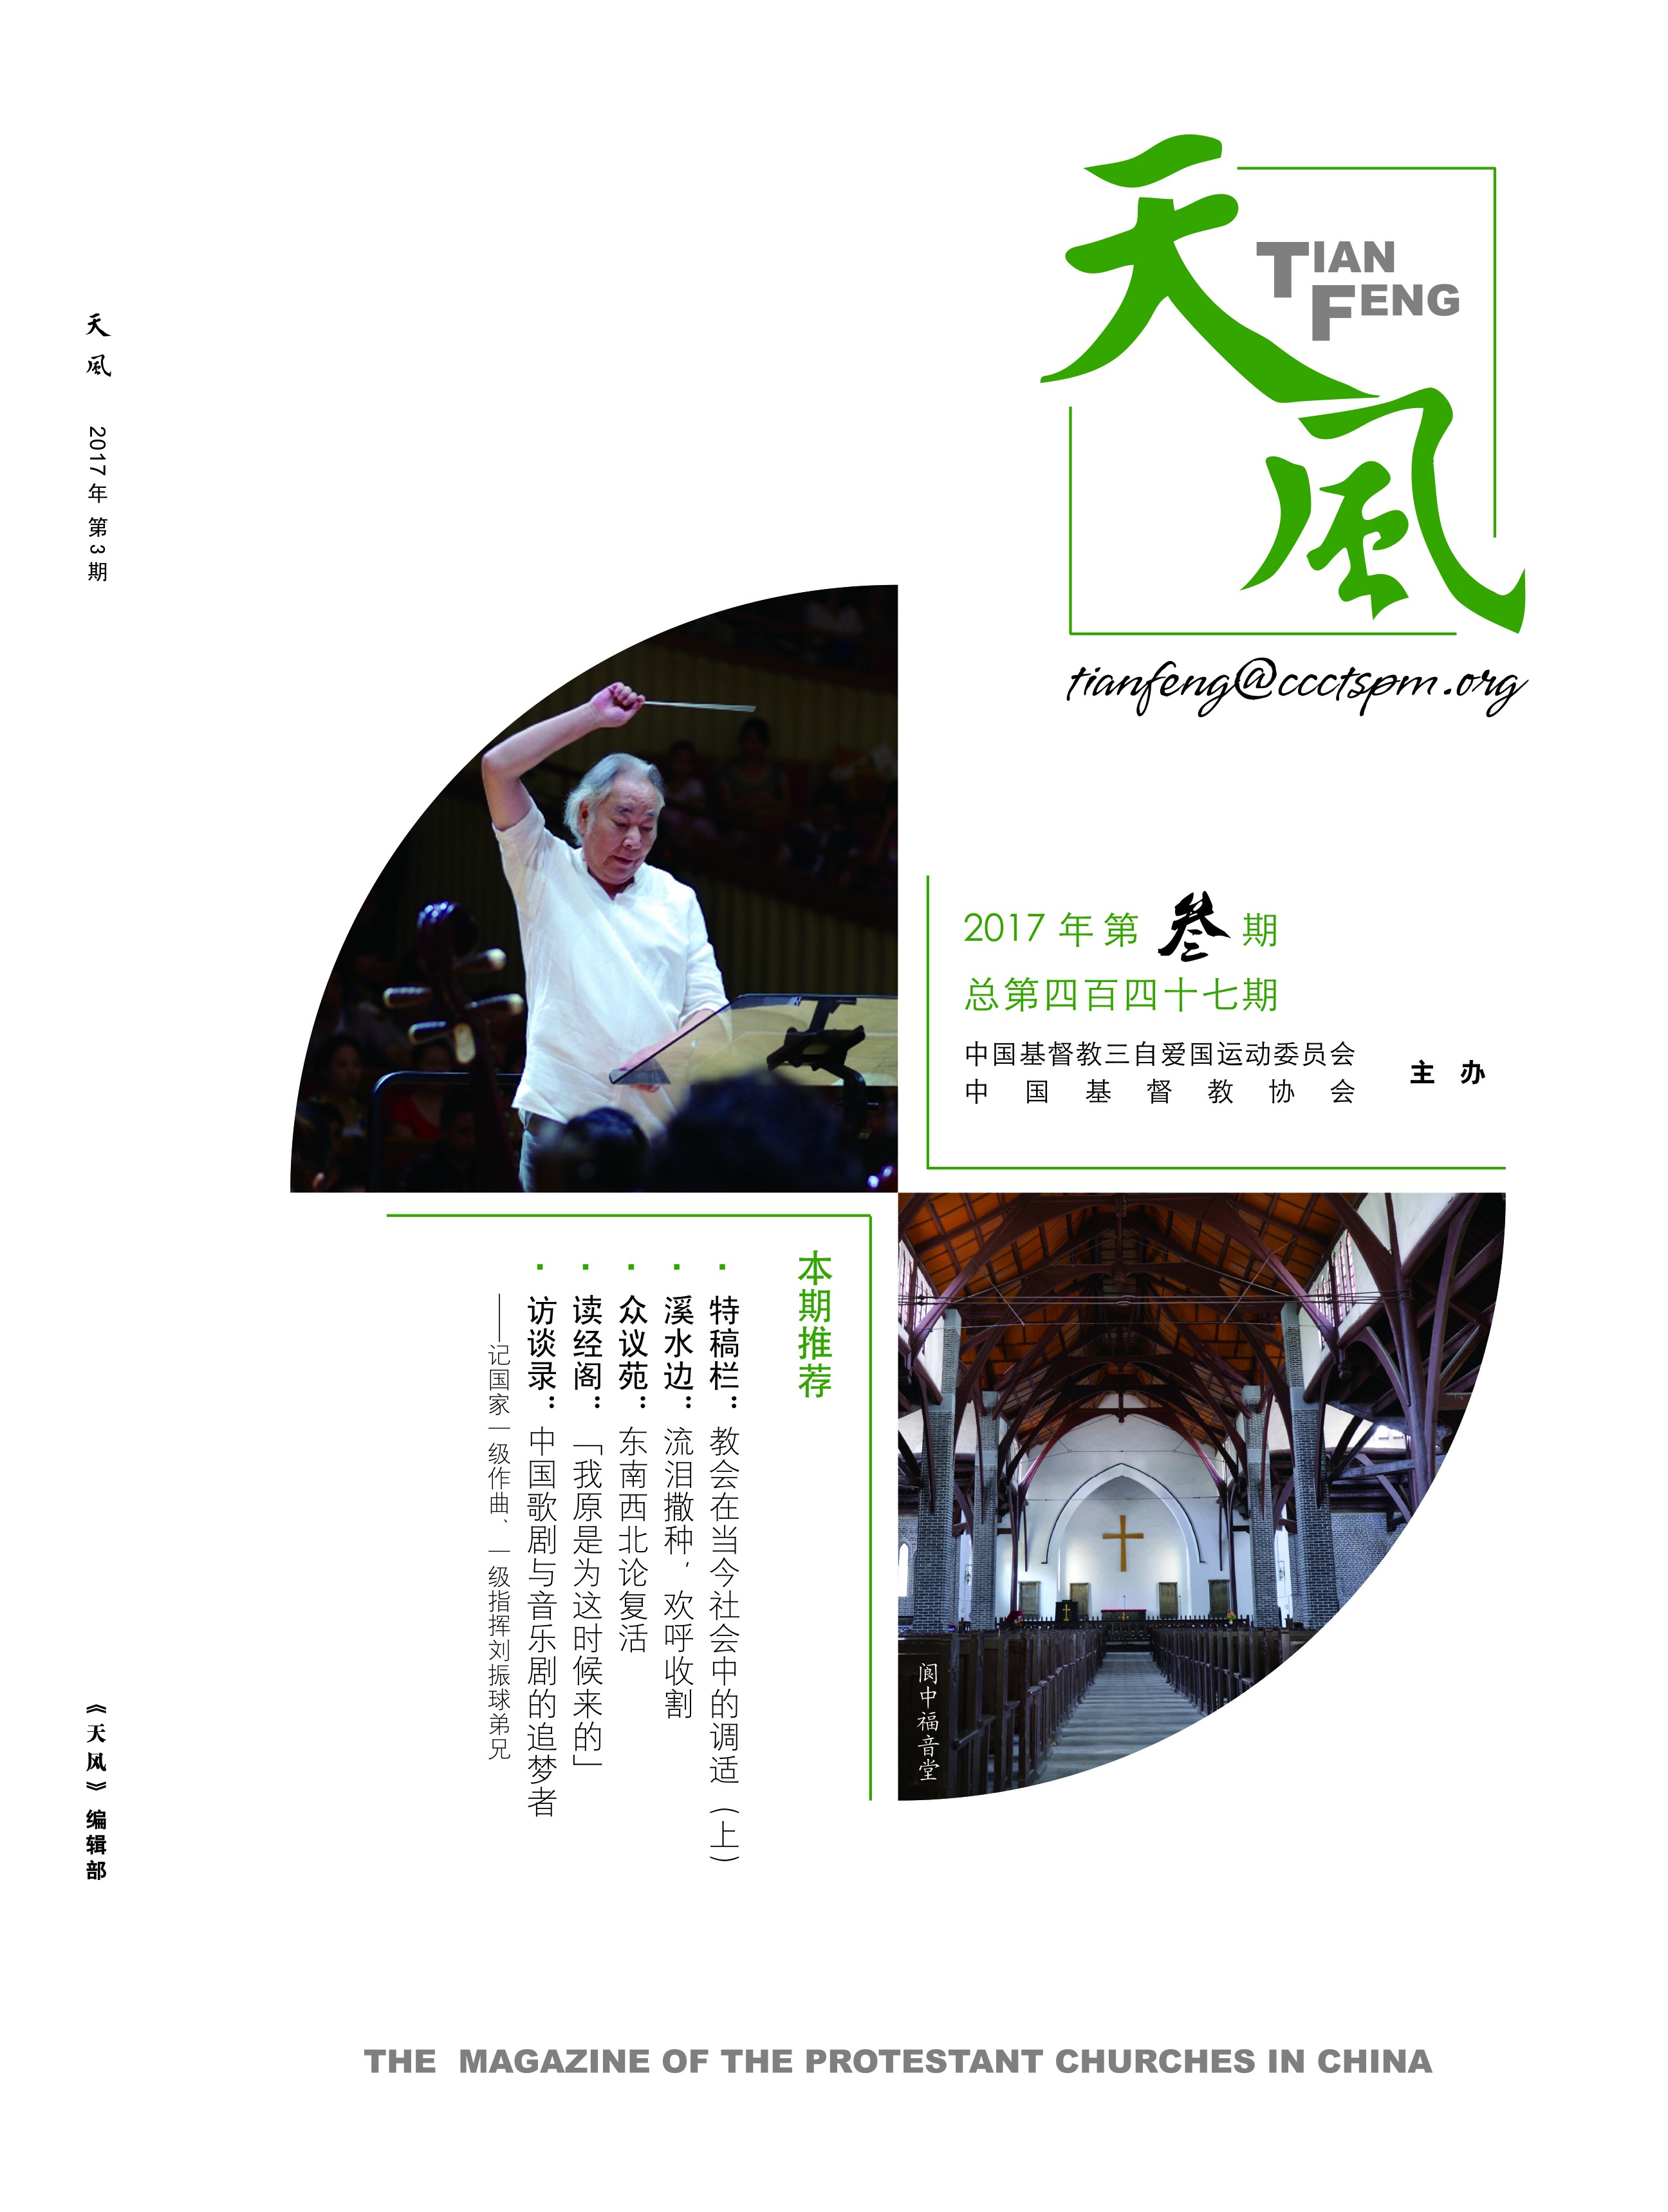 天風
TIAN
FENG
tianfeng@ccctspm.org
天風 2017年 第3期
2017 年 第 叁 期
总第四百四十七期
中国基督教三自爱国运动委员会
中国基督教协会
主 办
本期推荐
· 特稿栏：教会在当今社会中的调适（上）
· 溪水边：流泪撒种，欢呼收割
· 众议苑：东南西北论复活
· 读经阁：「我原是为这时候来的」
· 访谈录：中国歌剧与音乐剧的追梦者
——记国家一级作曲、一级指挥刘振球弟兄
阆中福音堂
《天风》编辑部
THE MAGAZINE OF THE PROTESTANT CHURCHES IN CHINA